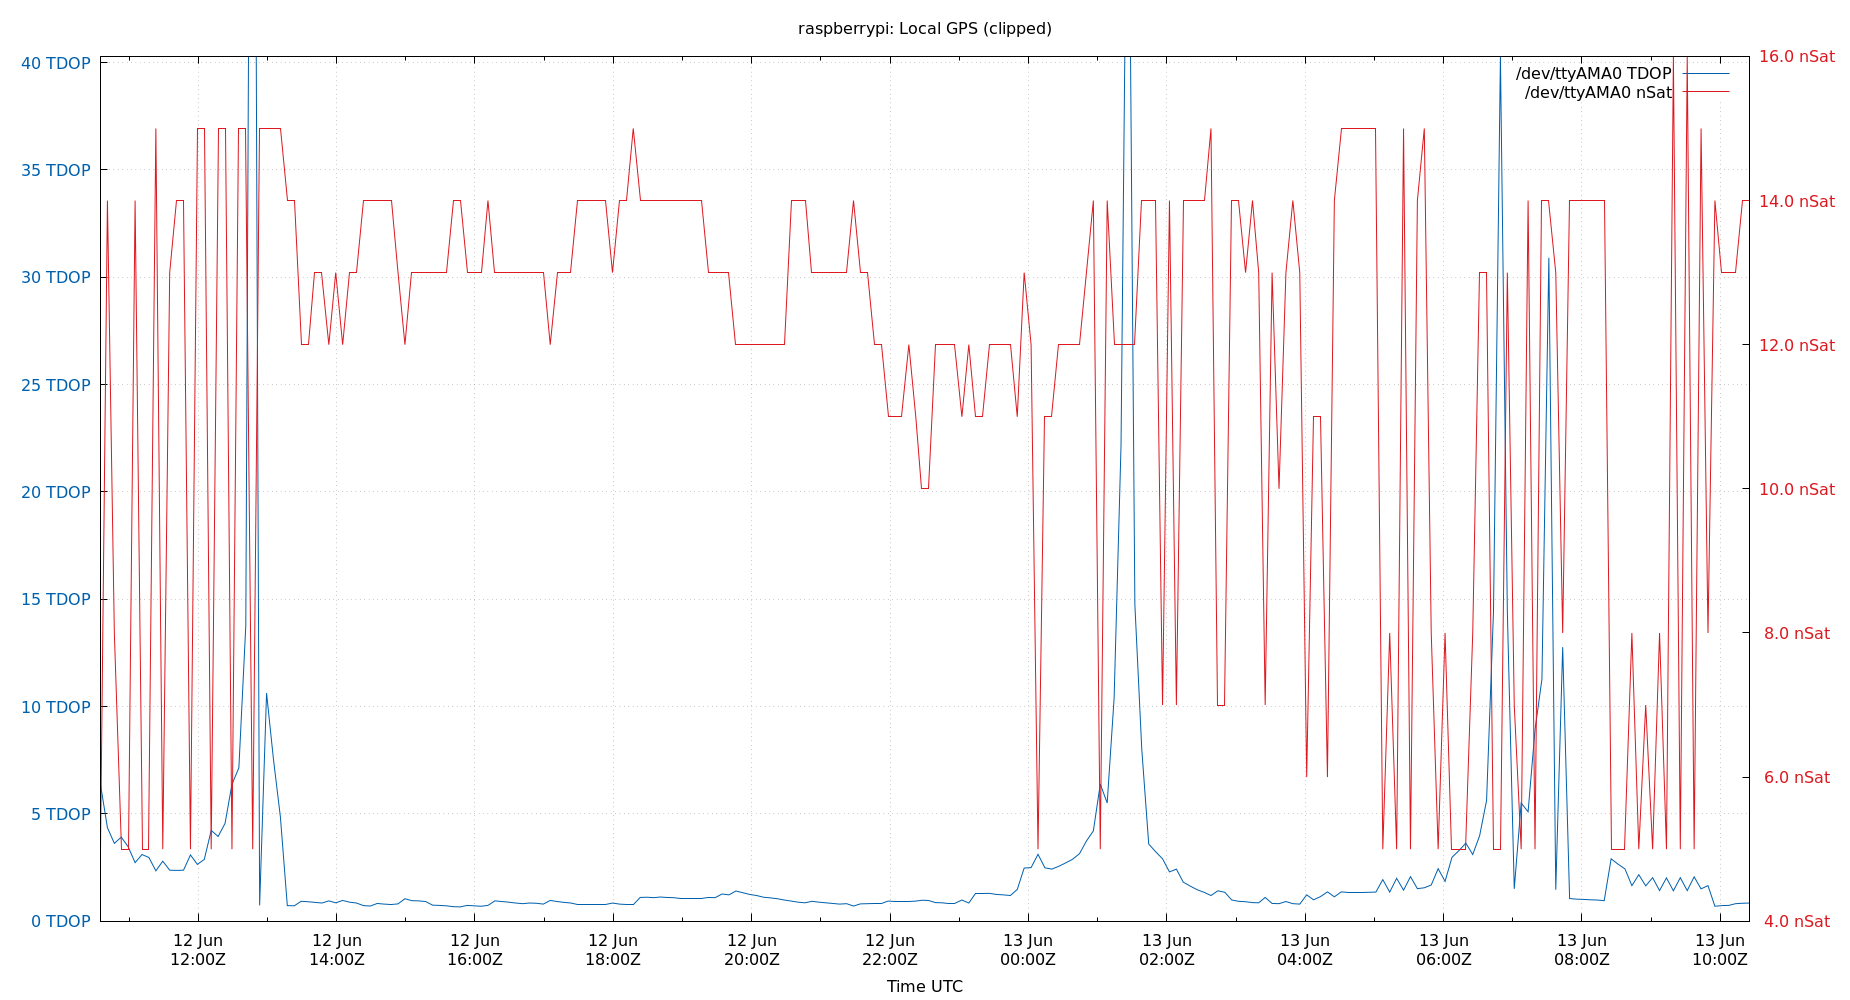 raspberrypi: Local GPS (clipped)
40 TDOP
35 TDOP
30 TDOP
25 TDOP
20 TDOP
15 TDOP
10 TDOP
5 TDOP
0 TDOP
16.0 nSat
14.0 nSat
12.0 nSat
10.0 nSat
8.0 nSat
6.0 nSat
4.0 nSat
/dev/ttyAMA0 TDOP
/dev/ttyAMA0 nSat
12 Jun
12:00Z
12 Jun
14:00Z
12 Jun
16:00Z
12 Jun
18:00Z
12 Jun
20:00Z
12 Jun
22:00Z
13 Jun
00:00Z
13 Jun
02:00Z
13 Jun
04:00Z
13 Jun
06:00Z
13 Jun
08:00Z
13 Jun
10:00Z
Time UTC